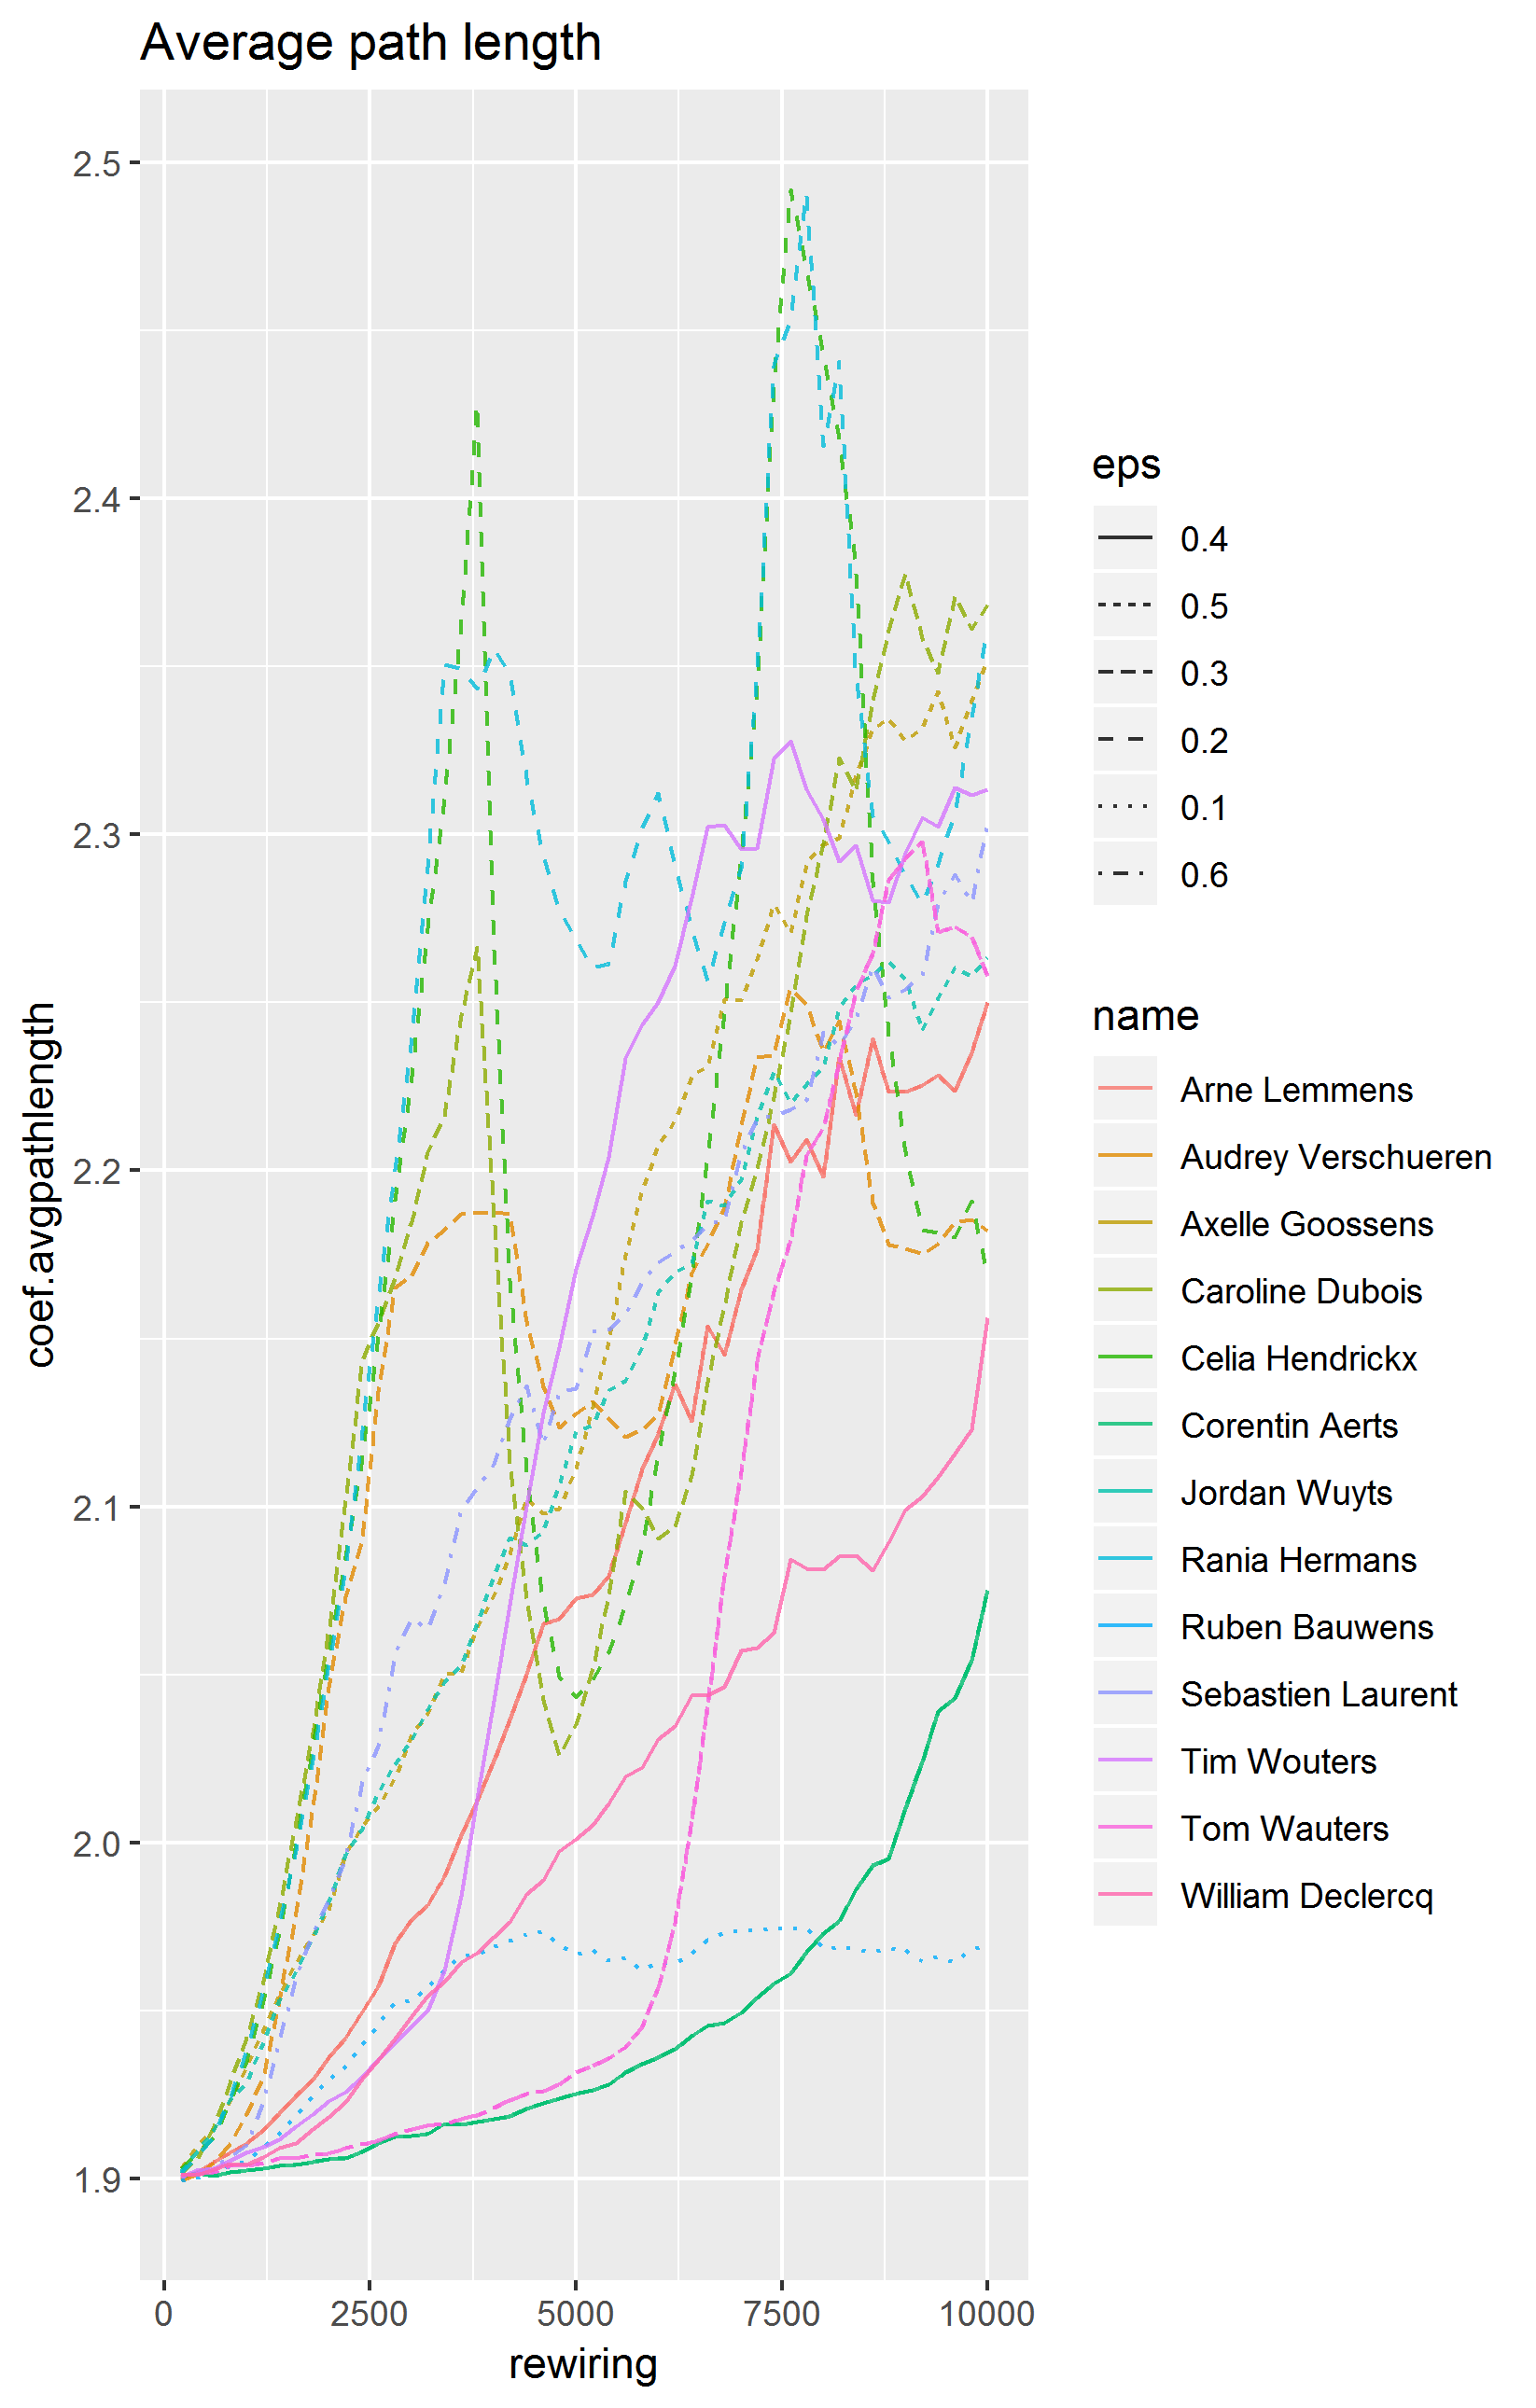 Average path length
2.5
2.4
2.3
2.2
2.1
2.0
1.9
coef.avgpathlength
0
2500
5000
7500
10000
rewiring
eps
0.4
0.5
0.3
0.2
0.1
0.6
name
Arne Lemmens
Audrey Verschueren
Axelle Goossens
Caroline Dubois
Celia Hendrickx
Corentin Aerts
Jordan Wuyts
Rania Hermans
Ruben Bauwens
Sebastien Laurent
Tim Wouters
Tom Wauters
William Declercq